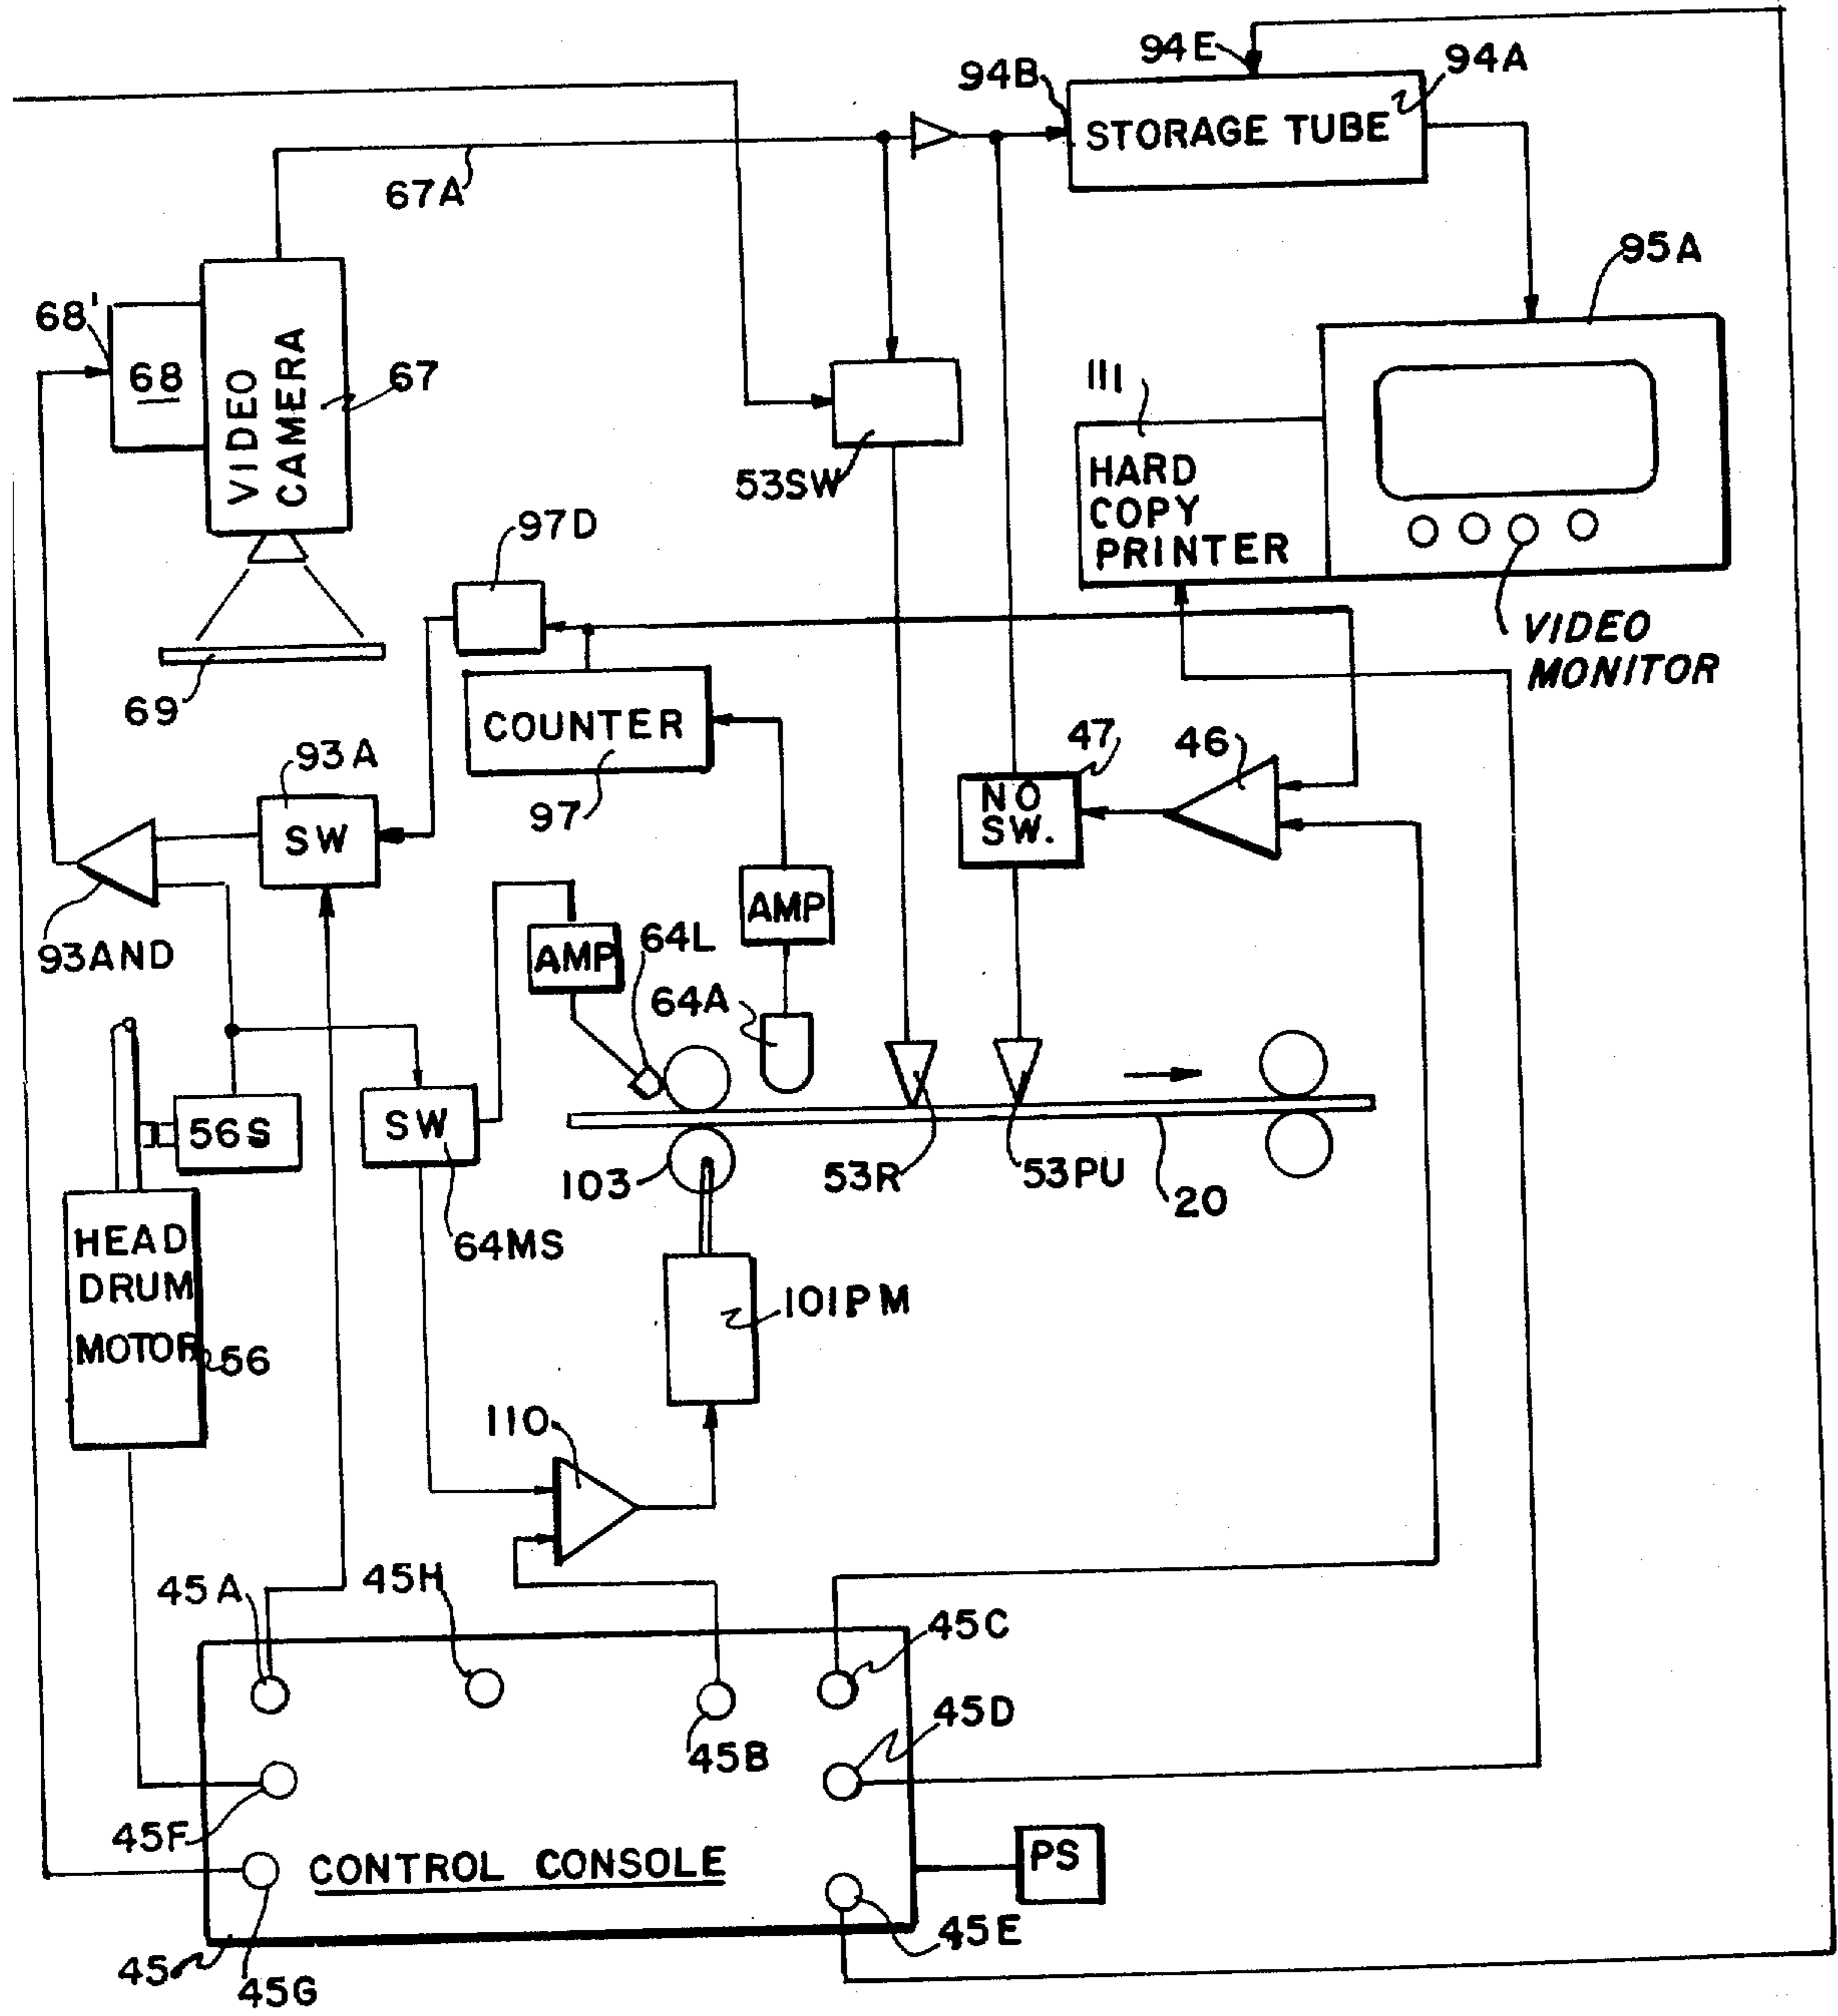 94E
94A
94B
STORAGE TUBE
67A
95A
68'
68
VIDEO
CAMERA
67
111
53SW
HARD
COPY
PRINTER
97D
VIDEO
MONITOR
69
COUNTER
47
46
93A
97
NO
SW.
SW
AMP
93AND
AMP
64L
64A
56S
SW
103
53R
53PU
20
64MS
HEAD
DRUM
MOTOR
56
101PM
110
45A
45H
45C
45D
45B
45F
CONTROL CONSOLE
PS
45E
45
45G